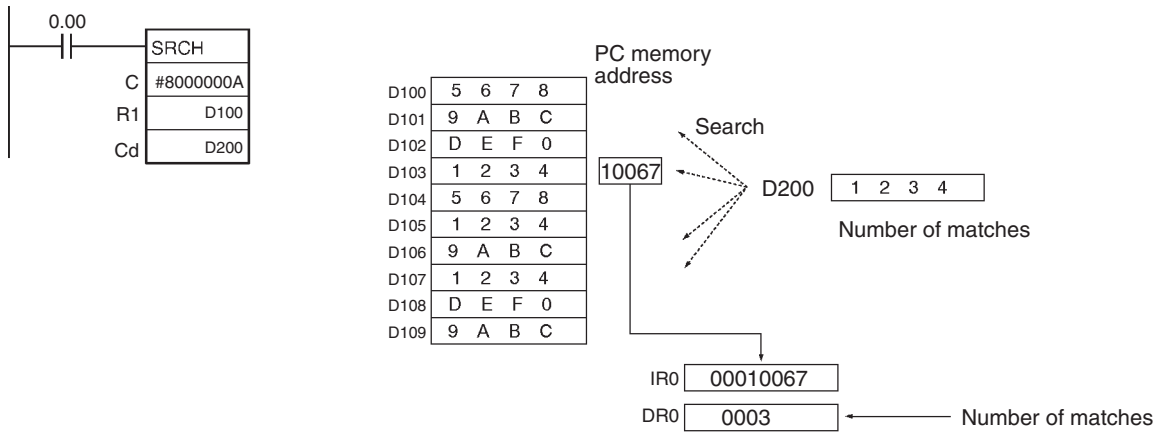 0.00
SRCH
C #8000000A
R1 D100
Cd D200
PC memory
address
D100 5 6 7 8
D101 9 A B C
D102 D E F 0
D103 1 2 3 4 10067
D104 5 6 7 8
D105 1 2 3 4
D106 9 A B C
D107 1 2 3 4
D108 D E F 0
D109 9 A B C
Search
D200 1 2 3 4
Number of matches
IR0 00010067
DR0 0003 Number of matches